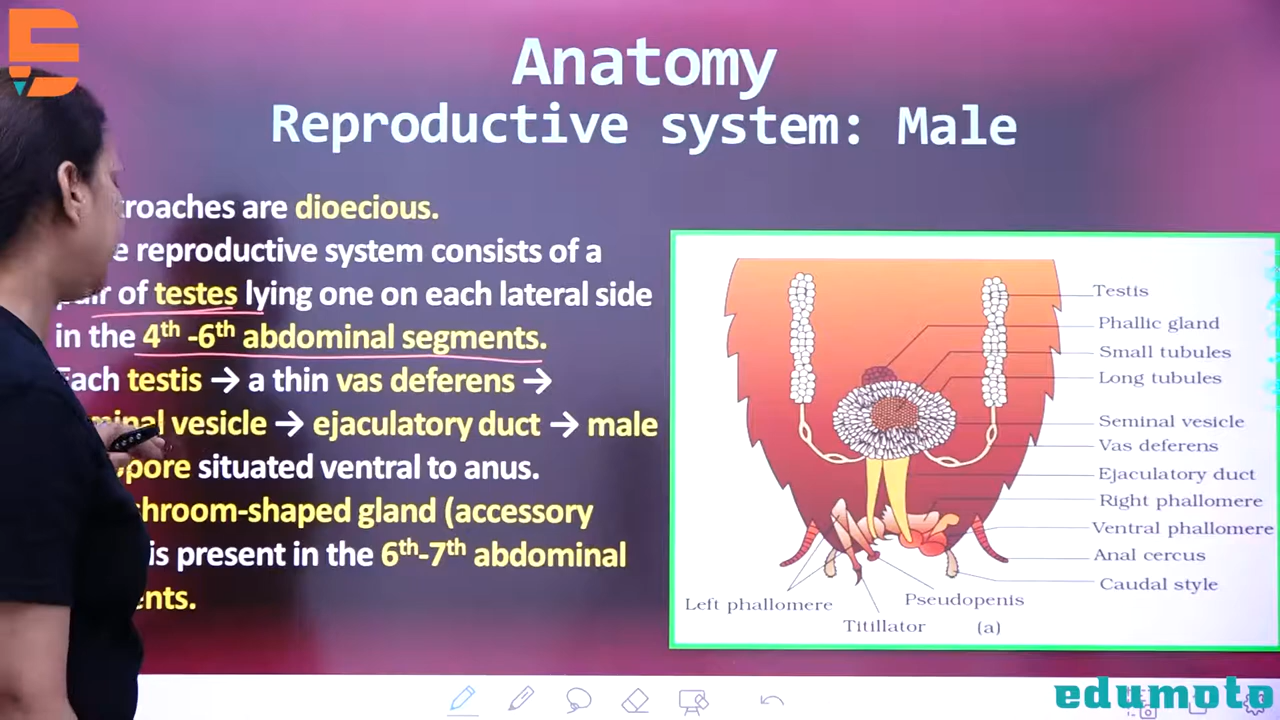 Anatomy
Reproductive system: Male
roaches are dioecious.
reproductive system consists of a
pair of testes lying one on each lateral side
in the 4th -6th abdominal segments.
Each testis → a thin vas deferens →
vesicle → ejaculatory duct → male
pore situated ventral to anus.
hroom-shaped gland (accessory
is present in the 6th-7th abdominal
ents.
Testis
Phallic gland
Small tubules
Long tubules
Seminal vesicle
Vas deferens
Ejaculatory duct
Right phallomere
Ventral phallomere
Anal cercus
Caudal style
Left phallomere
Pseudopenis
Titillator
(a)
edumoto